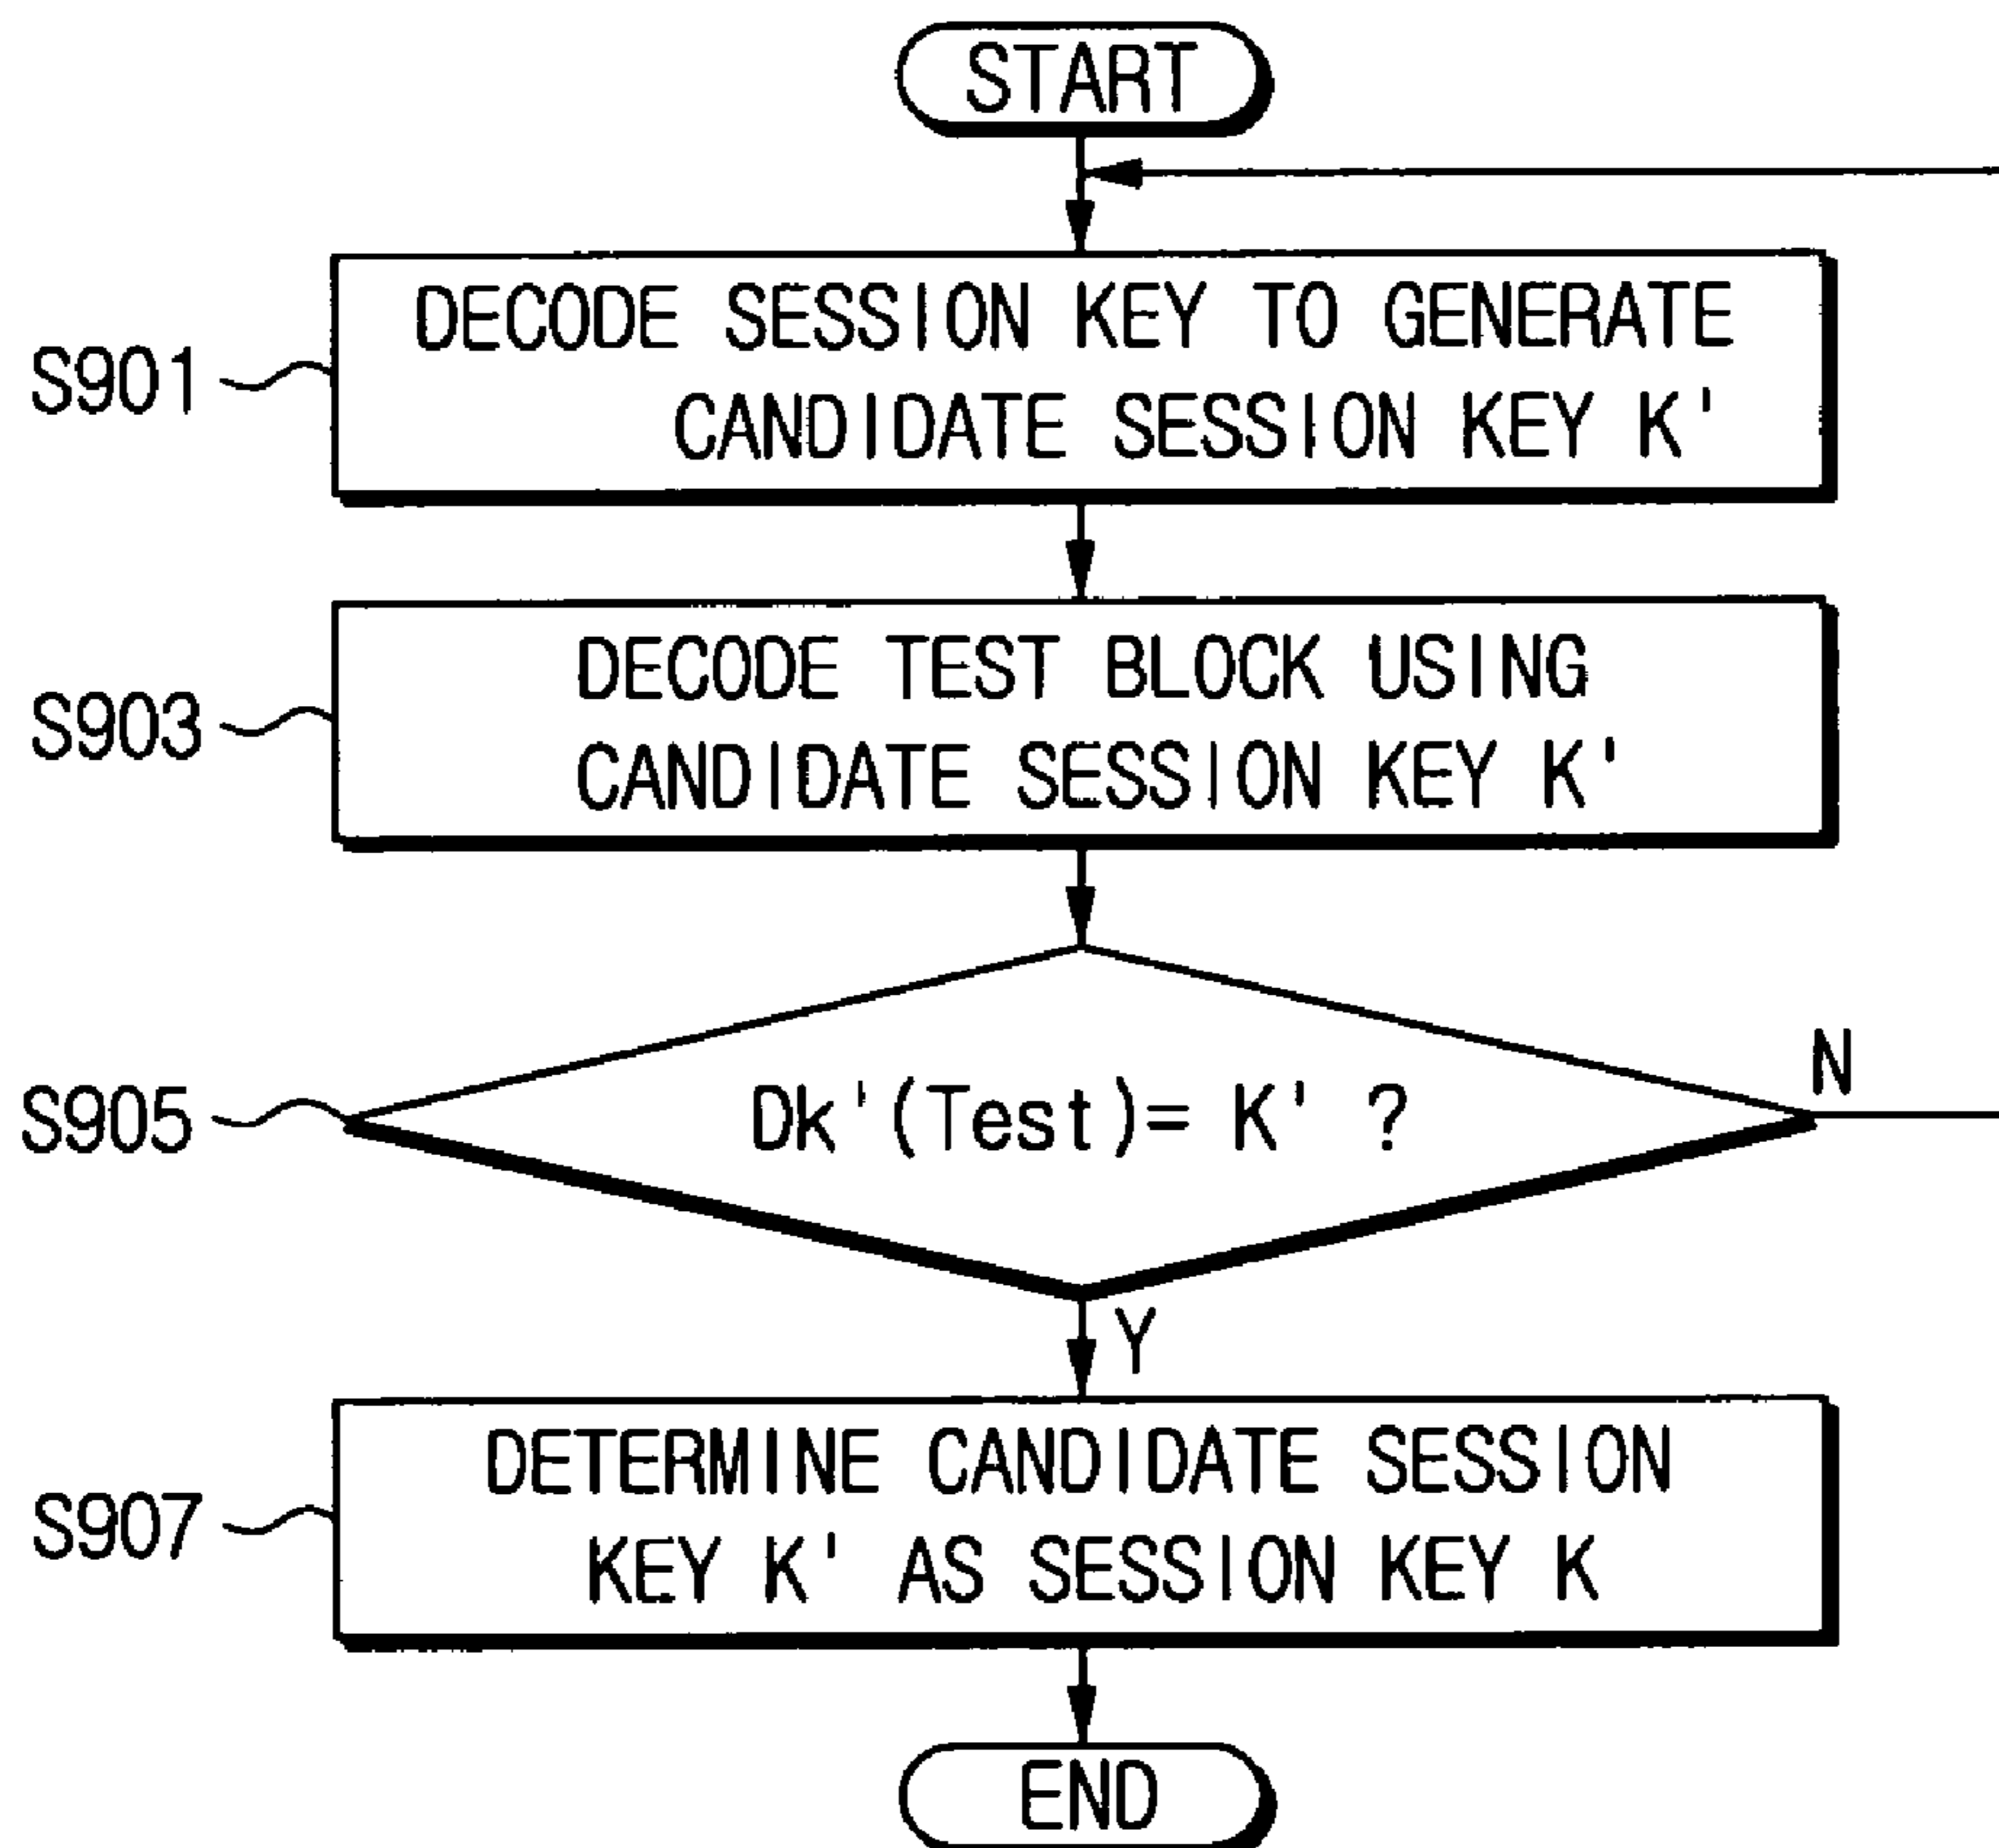 START
S901
DECODE SESSION KEY TO GENERATE
CANDIDATE SESSION KEY K'
S903
DECODE TEST BLOCK USING
CANDIDATE SESSION KEY K'
S905
Dk'(Test)= K' ?
N
Y
S907
DETERMINE CANDIDATE SESSION
KEY K' AS SESSION KEY K
END